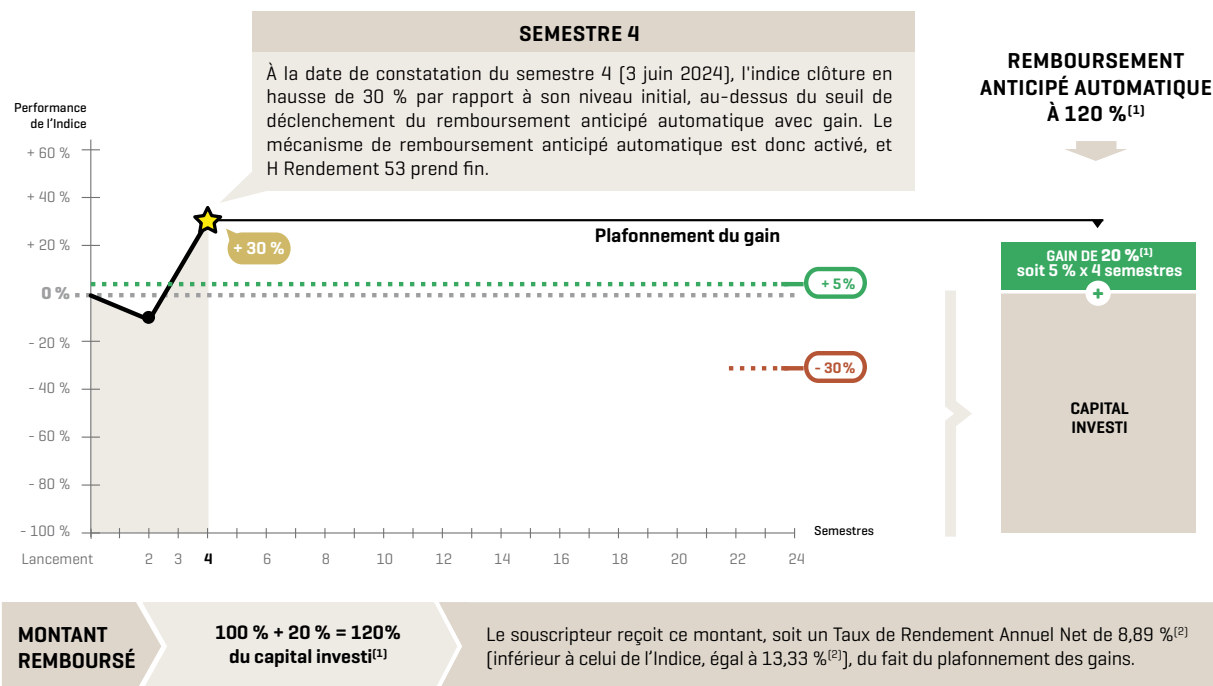 SEMESTRE 4
À la date de constatation du semestre 4 (3 juin 2024), l'indice clôture en
hausse de 30 % par rapport à son niveau initial, au-dessus du seuil de
déclenchement du remboursement anticipé automatique avec gain. Le
mécanisme de remboursement anticipé automatique est donc activé, et
H Rendement 53 prend fin.
REMBOURSEMENT
ANTICIPÉ AUTOMATIQUE
À 120 %(1)
Performance
de l'Indice
+ 60 %
+ 40 %
+ 20 %
0 %
- 20 %
- 40 %
- 60 %
- 80 %
- 100 %
+ 30 %
Plafonnement du gain
+ 5%
- 30%
GAIN DE 20 %(1)
soit 5 % x 4 semestres
+
CAPITAL
INVESTI
Semestres
Lancement 2 3 4 6 8 10 12 14 16 18 20 22 24
MONTANT
REMBOURSÉ
100 % + 20 % = 120%
du capital investi(1)
Le souscripteur reçoit ce montant, soit un Taux de Rendement Annuel Net de 8,89 %(2)
(inférieur à celui de l'Indice, égal à 13,33 %(2)), du fait du plafonnement des gains.